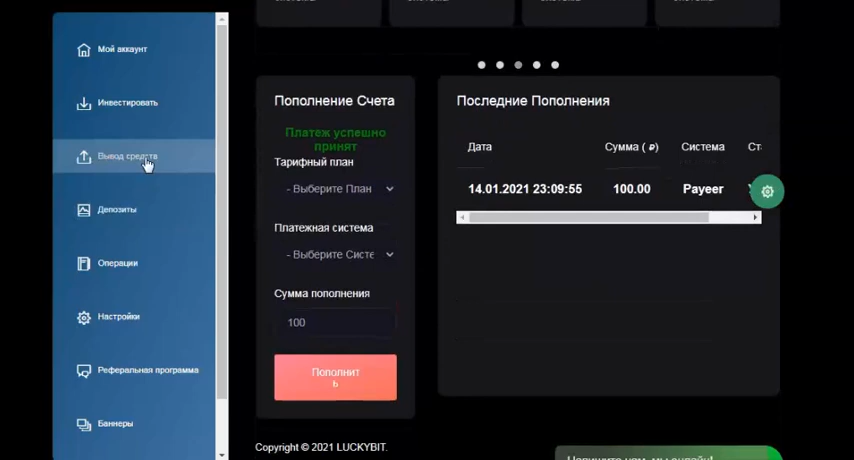 Мой аккаунт
Инвестировать
Вывод средств
Депозиты
Операции
Настройки
Реферальная программа
Баннеры
Пополнение Счета
Платеж успешно
принят
Тарифный план
- Выберите План
Платежная система
- Выберите Систе
Сумма пополнения
100
Пополнит
ь
Последние Пополнения
Дата Сумма ( ₽) Система Ст
14.01.2021 23:09:55 100.00 Payeer
Copyright © 2021 LUCKYBIT.